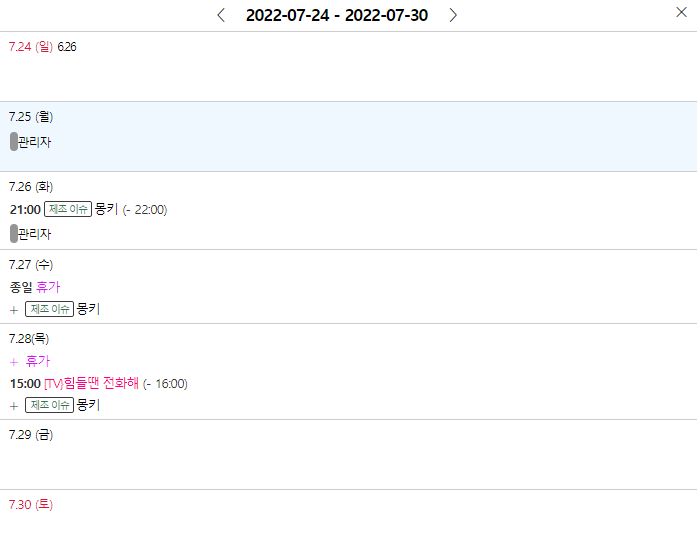 2022-07-24 - 2022-07-30
7.24 (일) 6.26
7.25 (월)
관리자
7.26 (화)
21:00 제조 이슈 몽키 (- 22:00)
관리자
7.27 (수)
종일 휴가
+ 제조 이슈 몽키
7.28(목)
+ 휴가
15:00 [TV]힘들땐 전화해 (- 16:00)
+ 제조 이슈 몽키
7.29 (금)
7.30 (토)